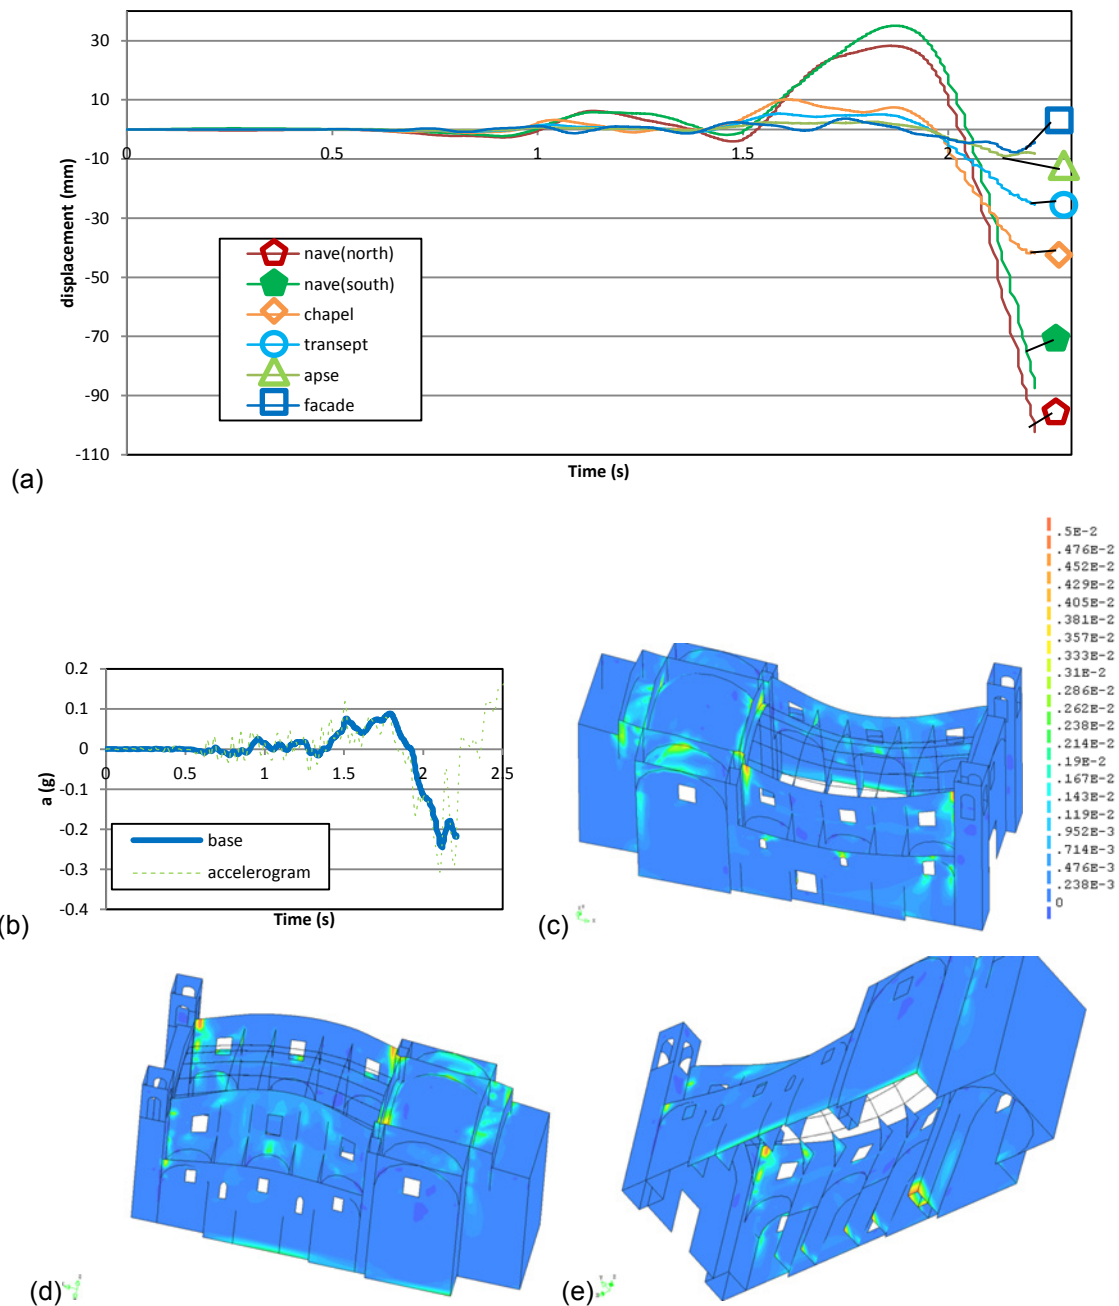 30
10
-10
-30
-50
-70
-90
-110
0
0.5
1
1.5
2
displacement (mm)
nave(north)
nave(south)
chapel
transept
apse
facade
Time (s)
(a)
0.2
0.1
0
-0.1
-0.2
-0.3
-0.4
0
0.5
1
1.5
2
2.5
a (g)
base
accelerogram
Time (s)
(b)
.5E-2
.476E-2
.452E-2
.429E-2
.405E-2
.381E-2
.357E-2
.333E-2
.31E-2
.286E-2
.262E-2
.238E-2
.214E-2
.19E-2
.167E-2
.143E-2
.119E-2
.952E-3
.714E-3
.476E-3
.238E-3
0
(c)
(d)
(e)